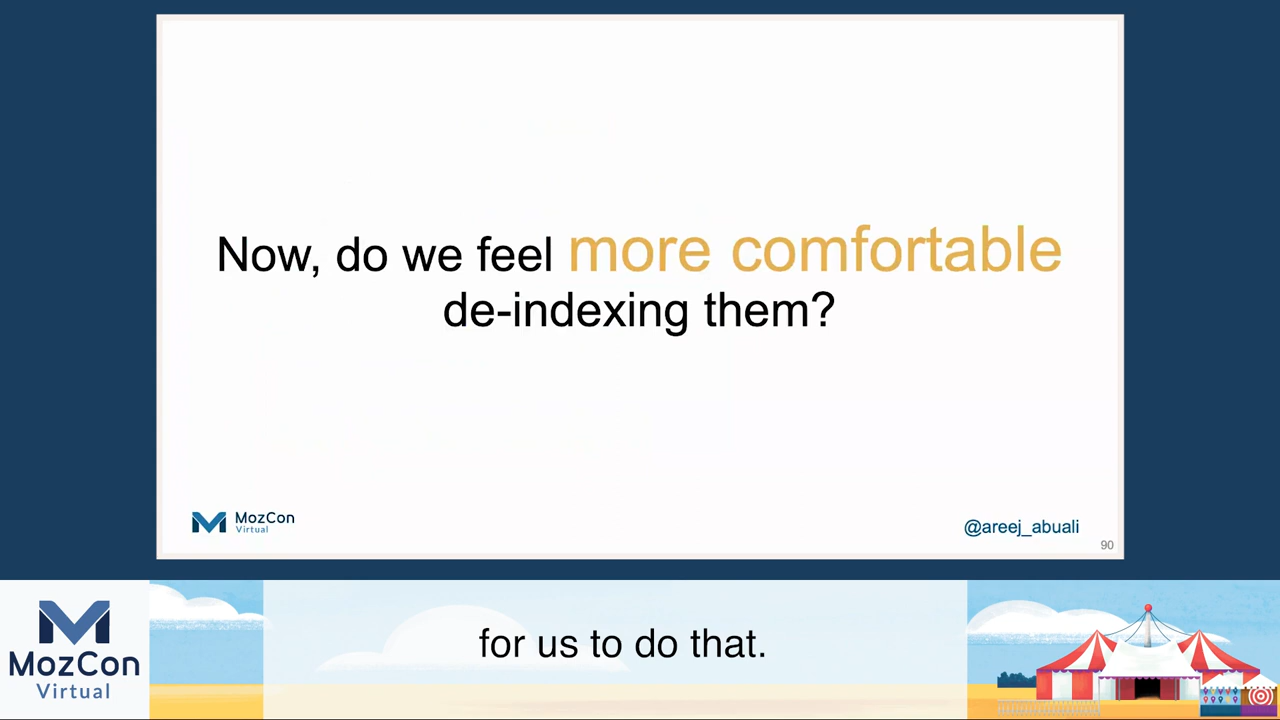 Now, do we feel more comfortable
de-indexing them?
MozCon
Virtual
@areej_abuali
90
MozCon
Virtual
for us to do that.